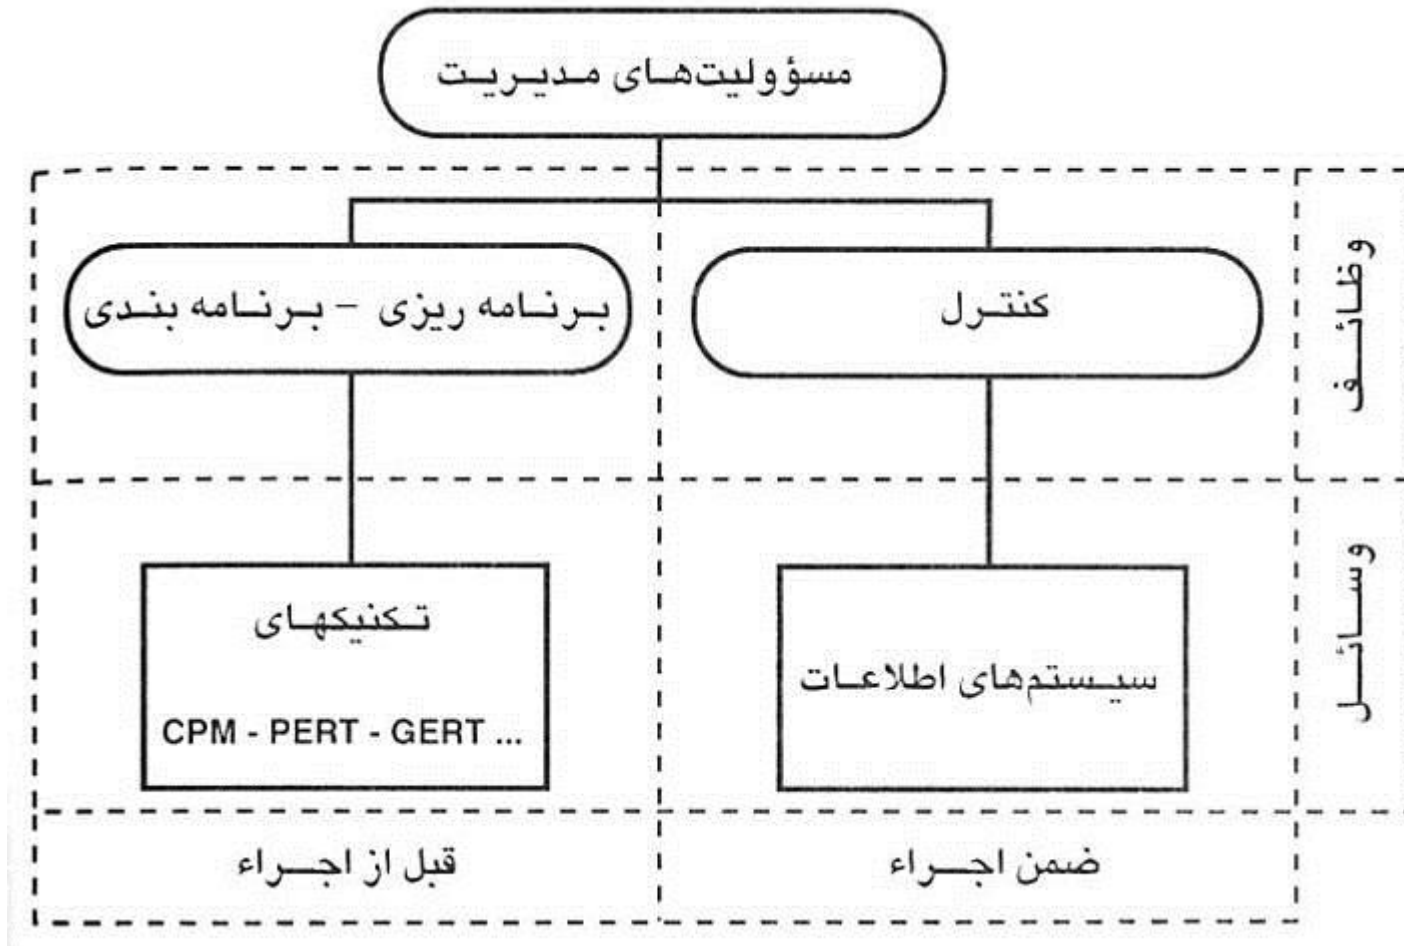 مسؤولیت‌های مدیریت
کنترل
برنامه ریزی - برنامه بندی
وظائف
سیستم‌های اطلاعات
تکنیکهای
CPM - PERT - GERT ...
وسائل
ضمن اجراء
قبل از اجراء